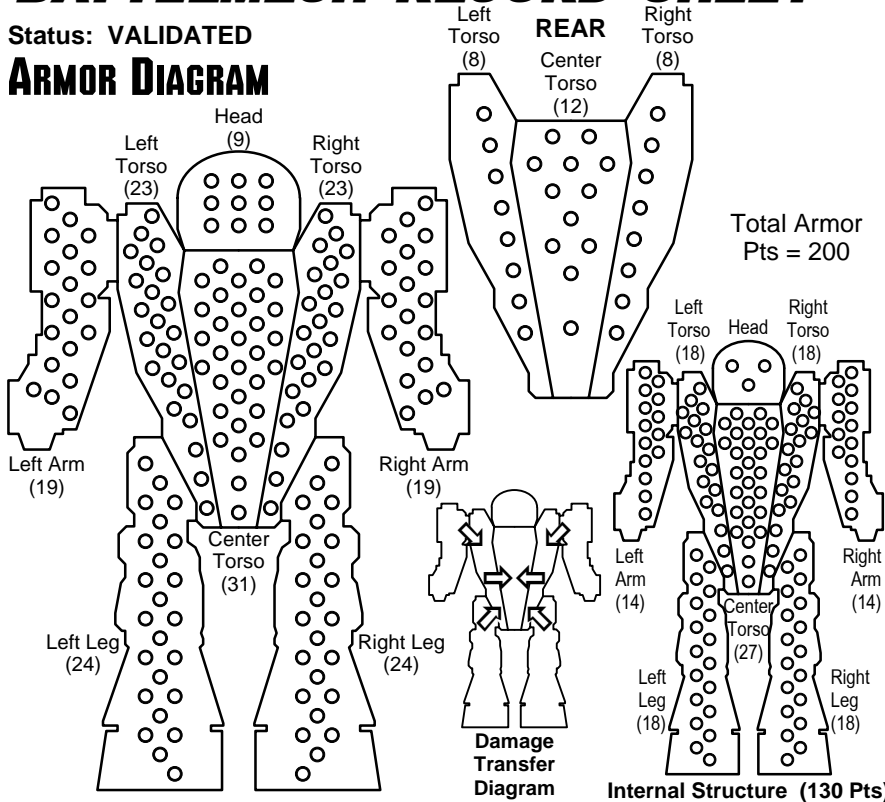 BATTLEMECH RECORD SHEET
Status: VALIDATED
ARMOR DIAGRAM
Head
(9)
Left
Torso
(23)
Right
Torso
(23)
Left Arm
(19)
Right Arm
(19)
Center
Torso
(31)
Left Leg
(24)
Right Leg
(24)
REAR
Left
Torso
(8)
Center
Torso
(12)
Right
Torso
(8)
Total Armor
Pts = 200
Damage
Transfer
Diagram
Left
Torso
(18)
Head
Right
Torso
(18)
Left
Arm
(14)
Right
Arm
(14)
Center
Torso
(27)
Left
Leg
(18)
Right
Leg
(18)
Internal Structure (130 Pts)